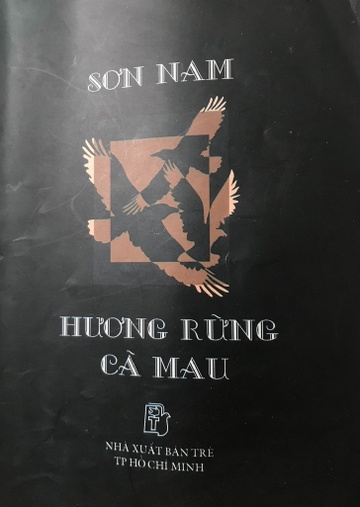 SƠN NAM
HƯƠNG RỪNG
CÀ MAU
NHÀ XUẤT BẢN TRẺ
TP HỒ CHÍ MINH